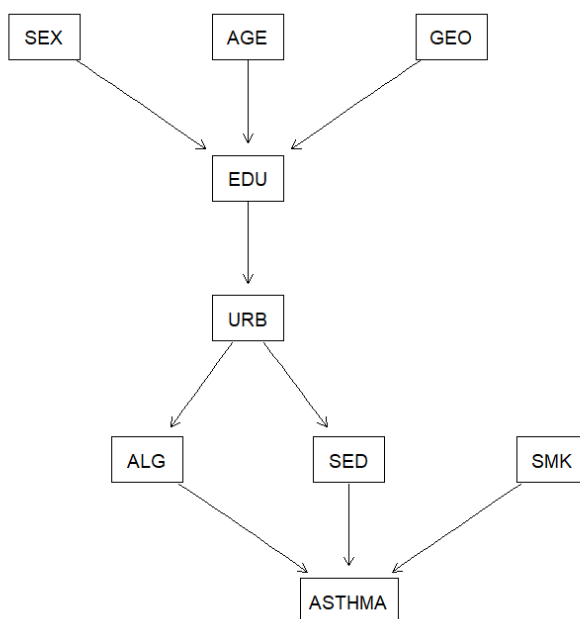 SEX
AGE
GEO
EDU
URB
ALG
SED
SMK
ASTHMA